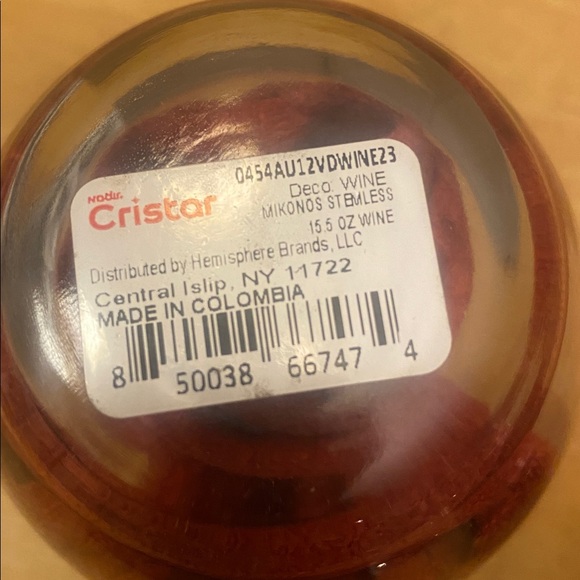 0454AU12VDWINE23
Nadir
Cristar
Deco: WINE
MIKONOS STEMLESS
15.5 OZ WINE
Distributed by Hemisphere Brands, LLC
Central Islip, NY 11722
MADE IN COLOMBIA
8 50038 66747 4